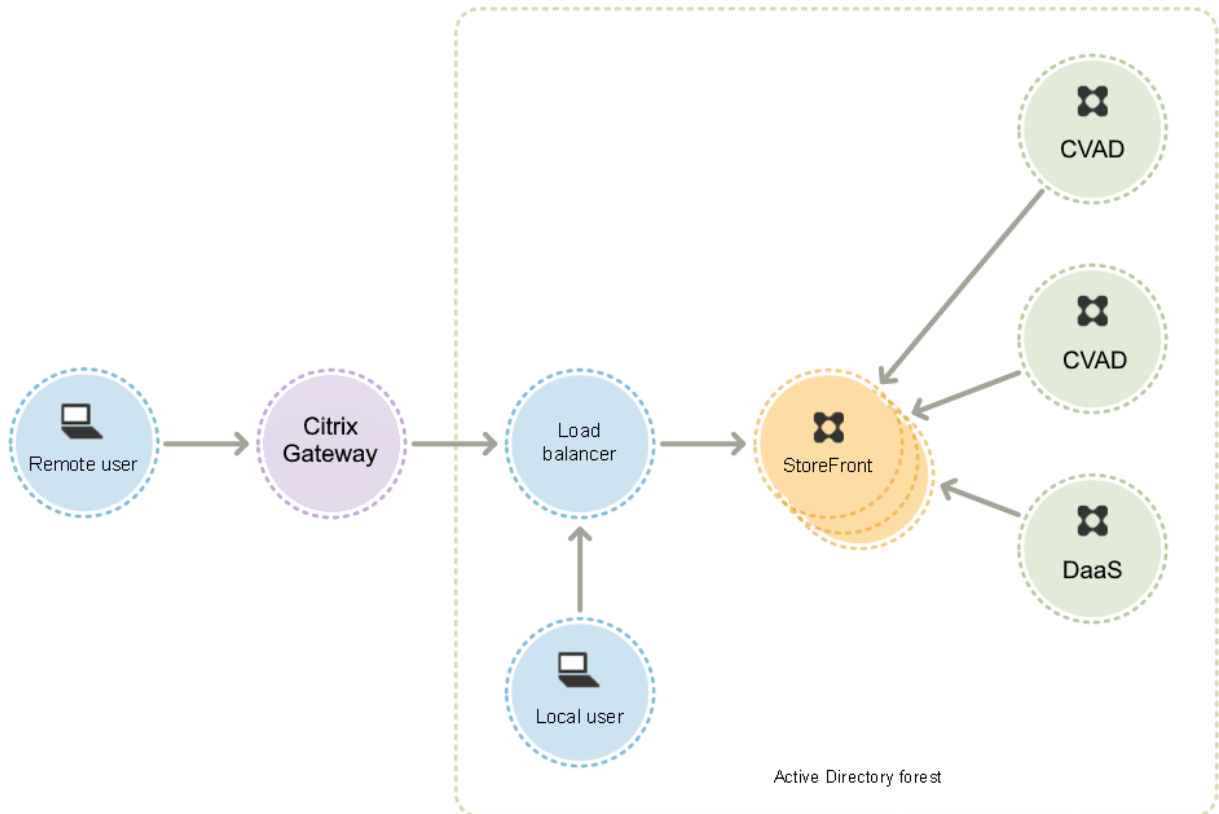 CVAD
CVAD
Remote user
Citrix
Gateway
Load
balancer
StoreFront
DaaS
Local user
Active Directory forest